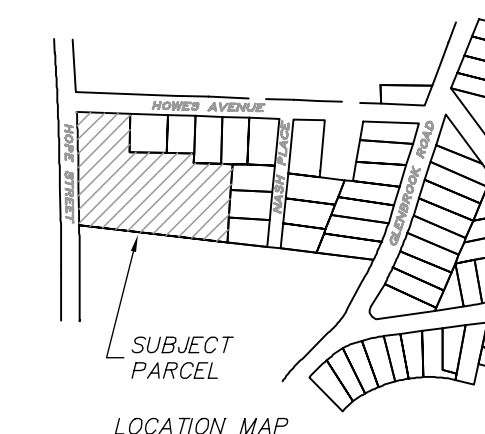 HOWES AVENUE
HOPE STREET
NASH PLACE
GLENBROOK ROAD
SUBJECT
PARCEL
LOCATION MAP